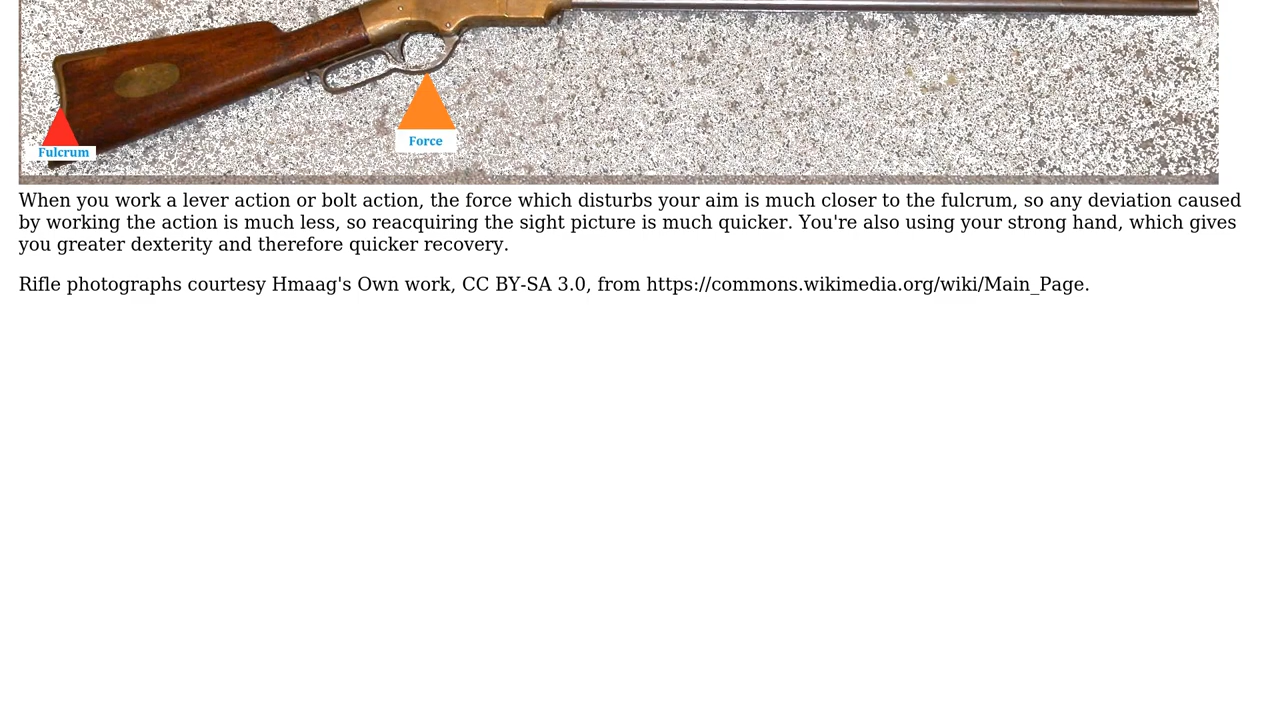 Force
Fulcrum
When you work a lever action or bolt action, the force which disturbs your aim is much closer to the fulcrum, so any deviation caused
by working the action is much less, so reacquiring the sight picture is much quicker. You're also using your strong hand, which gives
you greater dexterity and therefore quicker recovery.
Rifle photographs courtesy Hmaag's Own work, CC BY-SA 3.0, from https://commons.wikimedia.org/wiki/Main_Page.